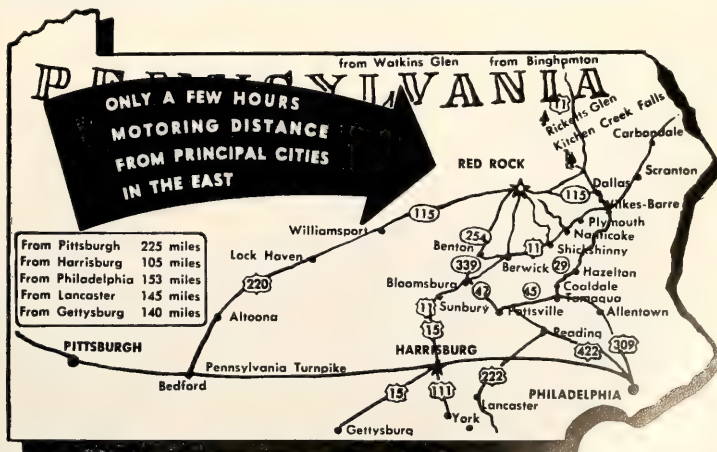 from Watkins Glen from Binghamton
PENNSYLVANIA
ONLY A FEW HOURS
MOTORING DISTANCE
FROM PRINCIPAL CITIES
IN THE EAST
11
Ricketts Glen
Kitchen Creek Falls
Carbondale
Scranton
RED ROCK
115
Dallas
Wilkes-Barre
Plymouth
Nanticoke
Shickshinny
115
Williamsport
Lock Haven
220
Altoona
254
Benton
11
339
Berwick
29
Hazelton
Bloomsburg
Coaldale
Tamaqua
11
Sunbury
42
45
Pottsville
Allentown
15
Reading
From Pittsburgh 225 miles
From Harrisburg 105 miles
From Philadelphia 153 miles
From Lancaster 145 miles
From Gettysburg 140 miles
PITTSBURGH
Bedford
Pennsylvania Turnpike
HARRISBURG
422
309
222
PHILADELPHIA
15
111
Lancaster
York
Gettysburg